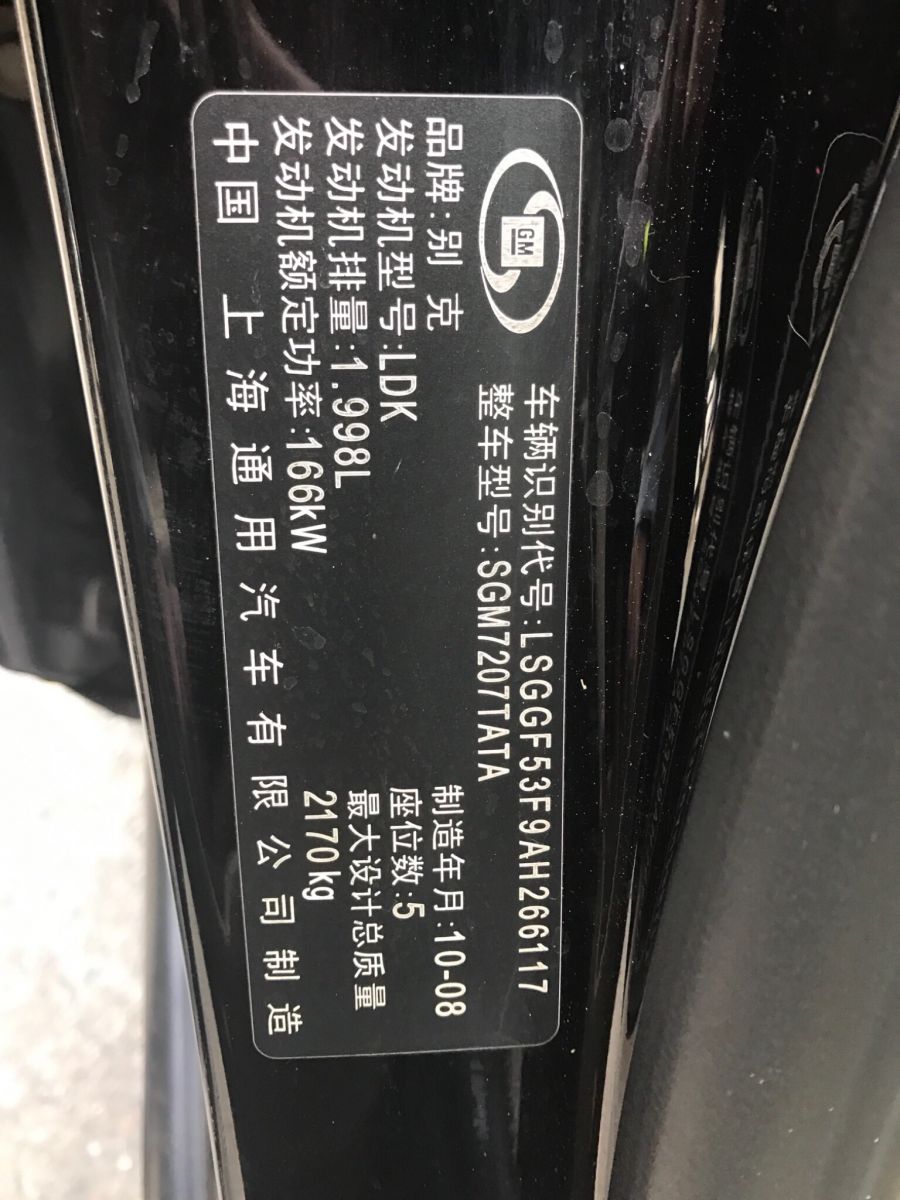 GM
车辆识别代号:LSGGF53F9AH266117
整车型号:SGM7207TATA
品牌:别克
制造年月:10-08
发动机型号:LDK
座位数:5
发动机排量:1.998L
最大设计总质量
发动机额定功率:166kW
2170kg
中国 上海通用汽车有限公司制造